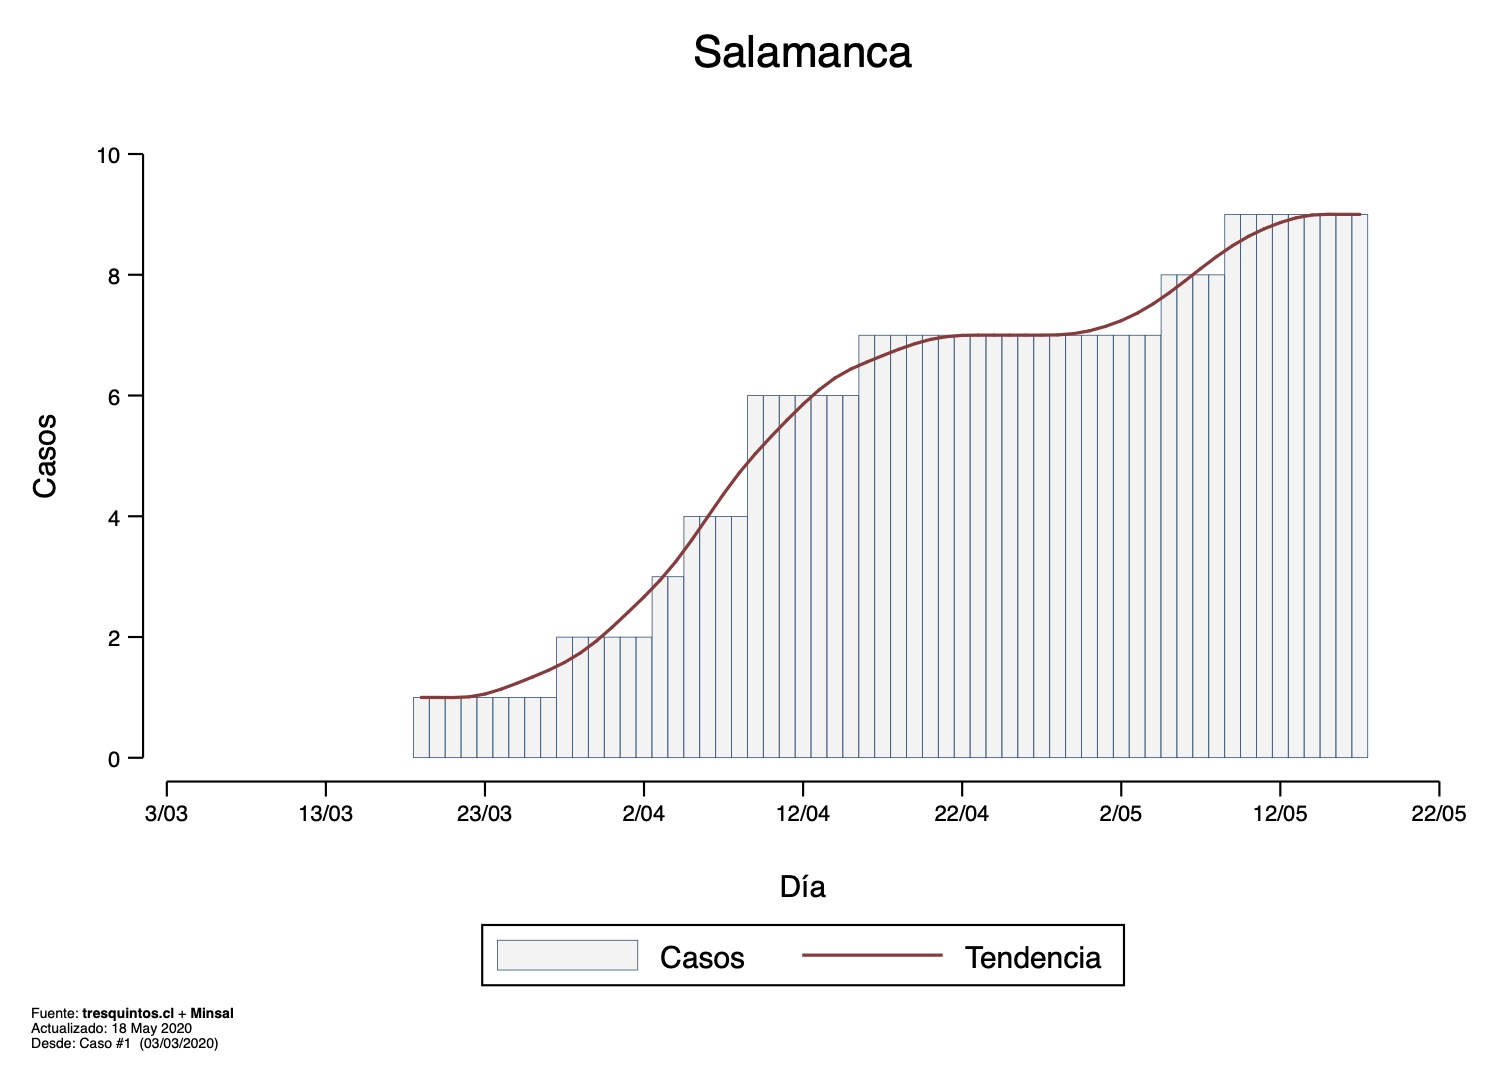 Salamanca
10
8
6
4
2
0
Casos
3/03 13/03 23/03 2/04 12/04 22/04 2/05 12/05 22/05
Día
Casos Tendencia
Fuente: tresquintos.cl + Minsal
Actualizado: 18 May 2020
Desde: Caso #1 (03/03/2020)